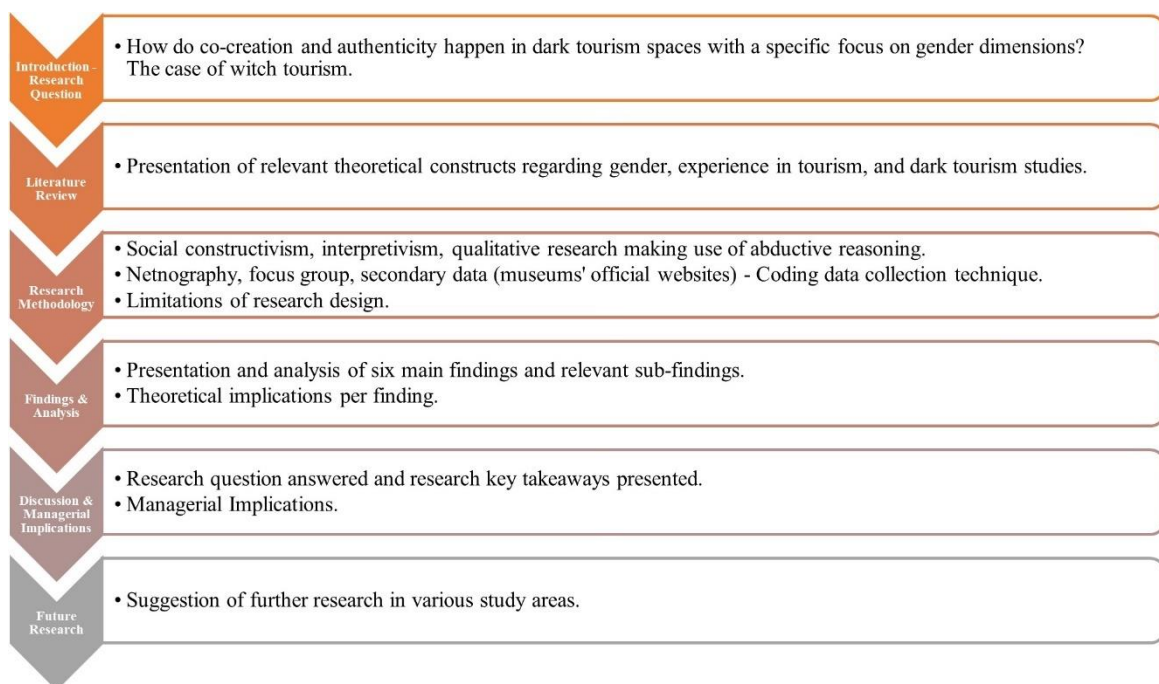 Introduction -
Research
Question
• How do co-creation and authenticity happen in dark tourism spaces with a specific focus on gender dimensions?
The case of witch tourism.
Literature
Review
• Presentation of relevant theoretical constructs regarding gender, experience in tourism, and dark tourism studies.
Research
Methodology
• Social constructivism, interpretivism, qualitative research making use of abductive reasoning.
• Netnography, focus group, secondary data (museums' official websites) - Coding data collection technique.
• Limitations of research design.
Findings &
Analysis
• Presentation and analysis of six main findings and relevant sub-findings.
• Theoretical implications per finding.
Discussion &
Managerial
Implications
• Research question answered and research key takeaways presented.
• Managerial Implications.
Future
Research
• Suggestion of further research in various study areas.